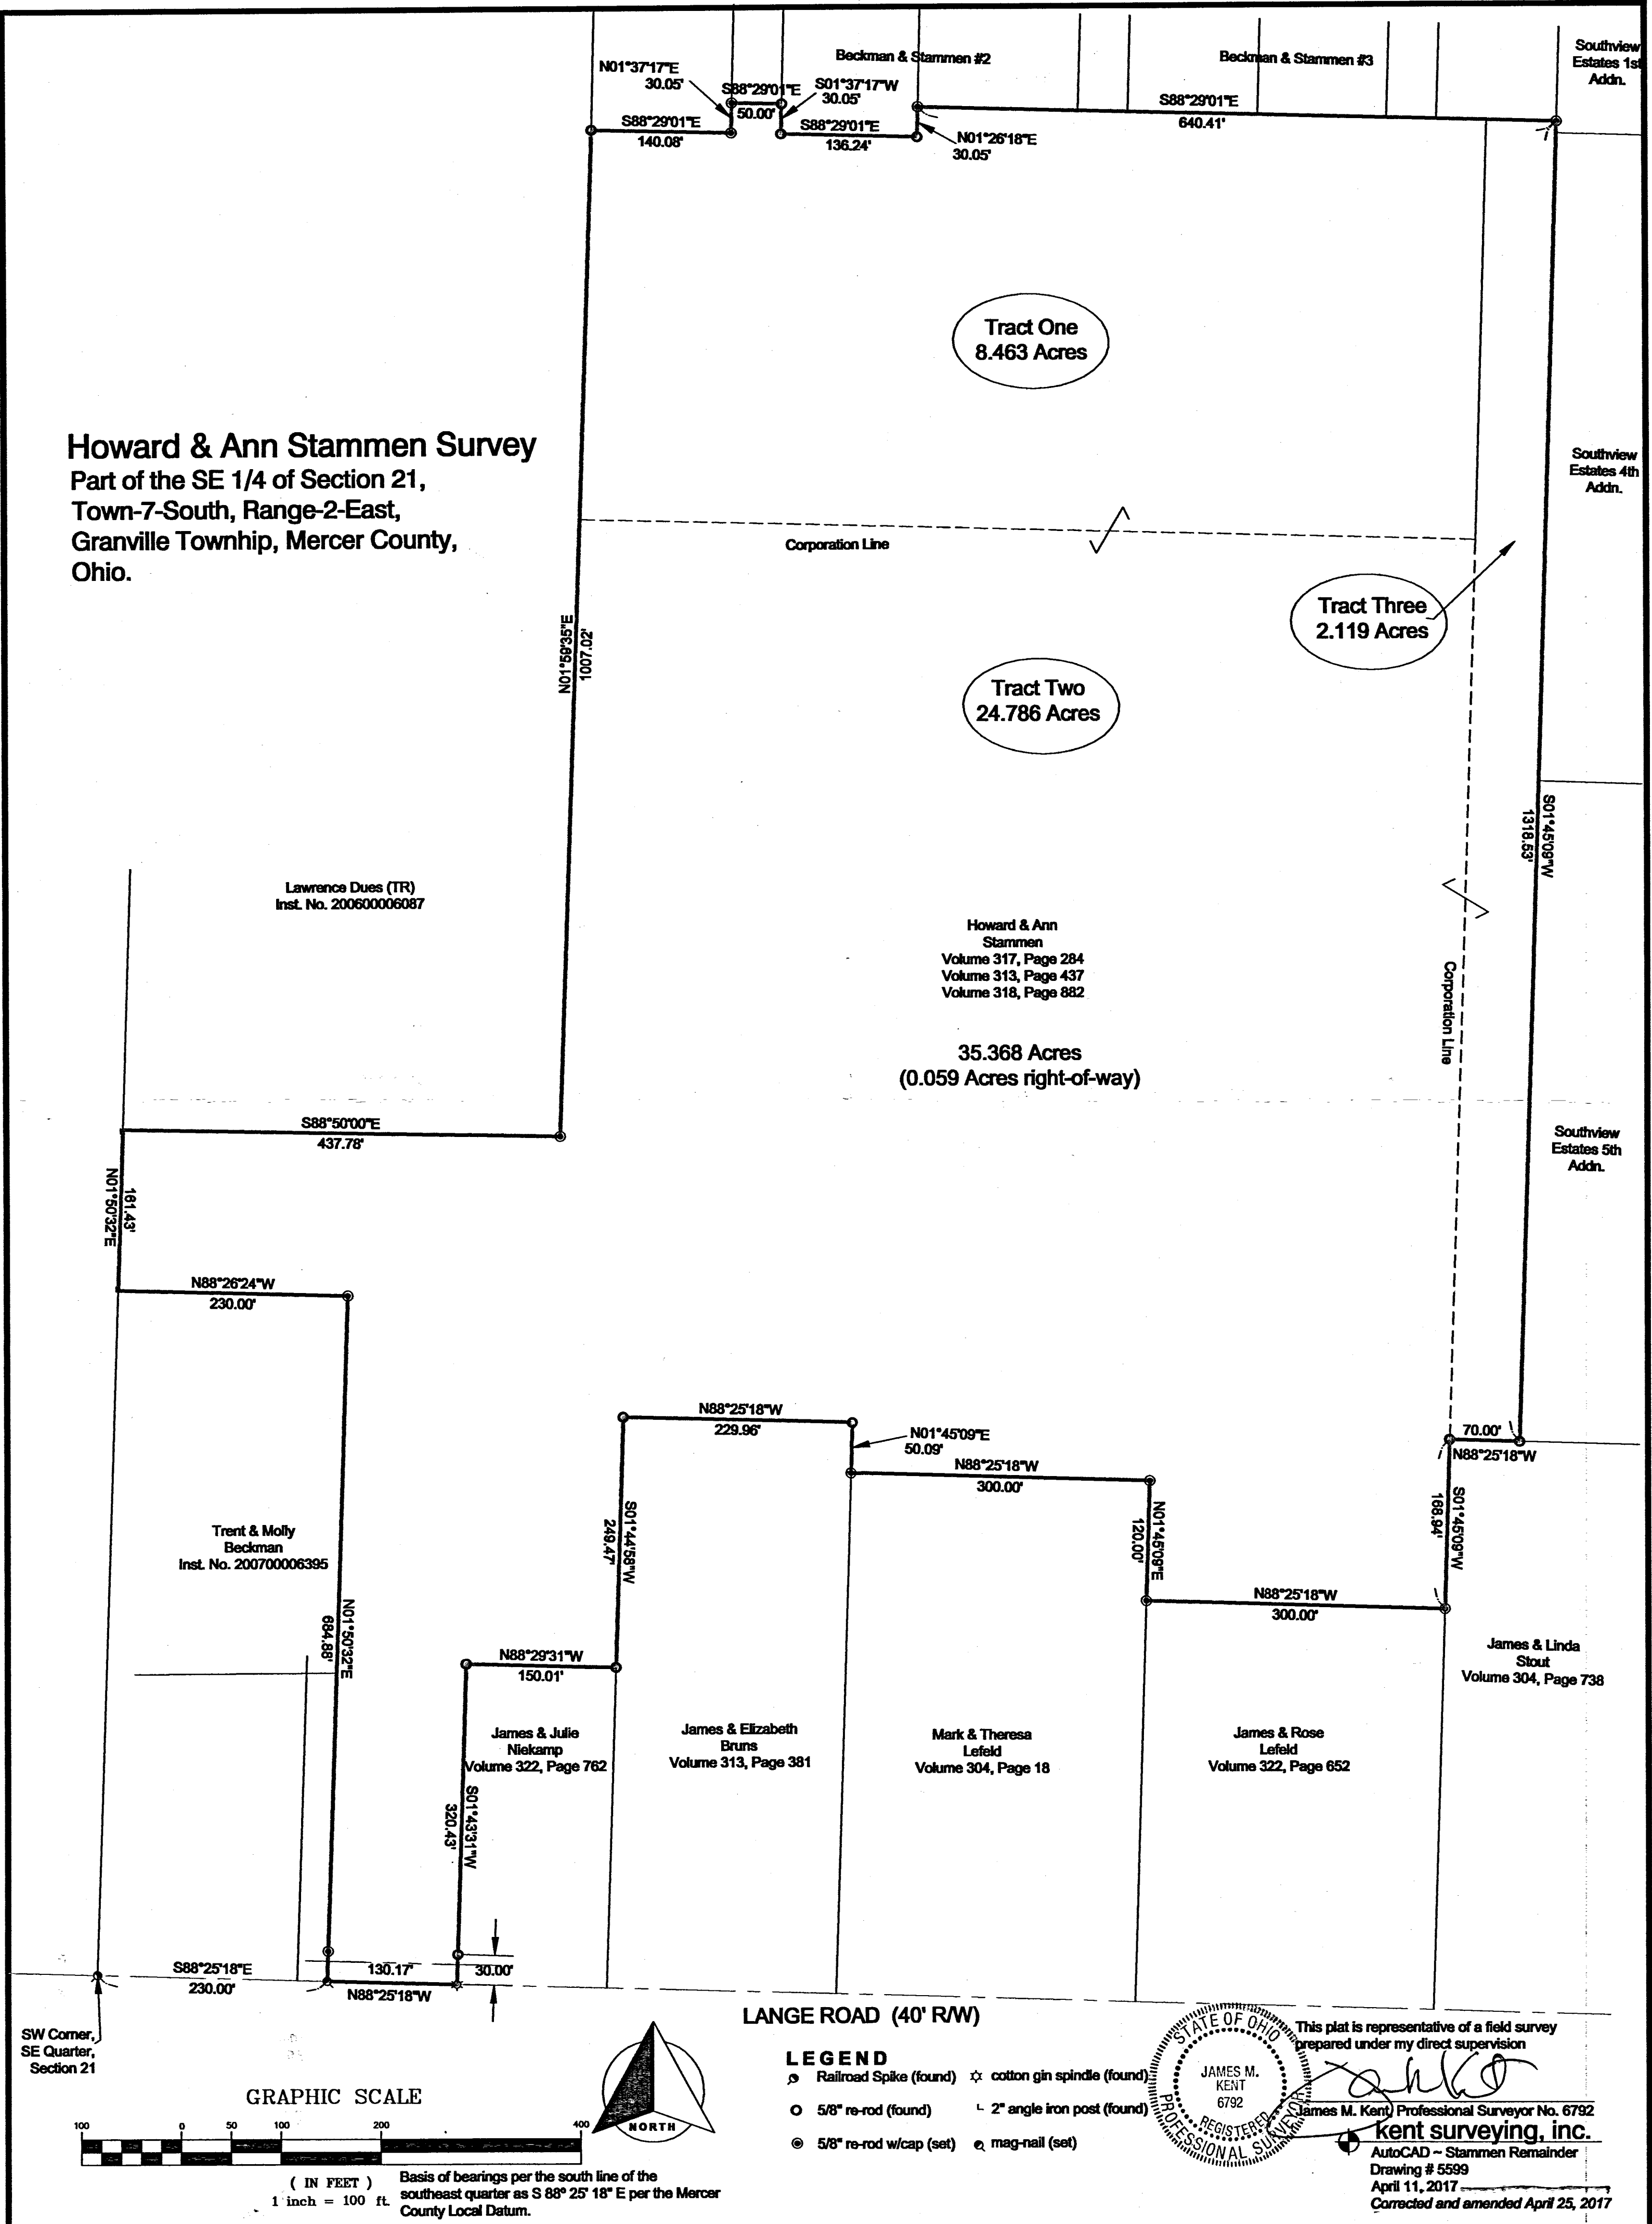 Beckman & Stammen #2
Beckman & Stammen #3
Southview
Estates 1st
Addn.
N01°37'17"E
30.05'
S88°29'01"E
50.00'
S01°37'17"W
30.05'
S88°29'01"E
640.41'
S88°29'01"E
140.08'
S88°29'01"E
136.24'
N01°26'18"E
30.05'
Tract One
8.463 Acres
Howard & Ann Stammen Survey
Part of the SE 1/4 of Section 21,
Town-7-South, Range-2-East,
Granville Townhip, Mercer County,
Ohio.
Southview
Estates 4th
Addn.
Corporation Line
Tract Three
2.119 Acres
N01°59'35"E
1007.02'
Tract Two
24.786 Acres
S01°45'09"W
1318.53'
Lawrence Dues (TR)
Inst. No. 200600006087
Howard & Ann
Stammen
Volume 317, Page 284
Volume 313, Page 437
Volume 318, Page 882
Corporation Line
35.368 Acres
(0.059 Acres right-of-way)
S88°50'00"E
437.78'
Southview
Estates 5th
Addn.
161.43'
N01°50'32"E
N88°26'24"W
230.00'
N88°25'18"W
229.96'
N01°45'09"E
50.09'
70.00'
N88°25'18"W
N88°25'18"W
300.00'
S01°44'58"W
249.47'
N01°45'09"E
120.00'
S01°45'09"W
168.94'
Trent & Molly
Beckman
Inst. No. 200700006395
N88°25'18"W
300.00'
N01°50'32"E
684.88'
N88°29'31"W
150.01'
James & Linda
Stout
Volume 304, Page 738
James & Julie
Niekamp
Volume 322, Page 762
James & Elizabeth
Bruns
Volume 313, Page 381
Mark & Theresa
Lefeld
Volume 304, Page 18
James & Rose
Lefeld
Volume 322, Page 652
S01°43'31"W
320.43'
S88°25'18"E
230.00'
130.17'
N88°25'18"W
30.00'
SW Corner,
SE Quarter,
Section 21
LANGE ROAD (40' R/W)
GRAPHIC SCALE
100 0 50 100 200 400
( IN FEET )
1 inch = 100 ft.
NORTH
Basis of bearings per the south line of the
southeast quarter as S 88° 25' 18" E per the Mercer
County Local Datum.
LEGEND
Railroad Spike (found)
cotton gin spindle (found)
5/8" re-rod (found)
2" angle iron post (found)
5/8" re-rod w/cap (set)
mag-nail (set)
STATE OF OHIO
JAMES M.
KENT
6792
REGISTERED
PROFESSIONAL SURVEYOR
This plat is representative of a field survey
prepared under my direct supervision
James M. Kent, Professional Surveyor No. 6792
kent surveying, inc.
AutoCAD ~ Stammen Remainder
Drawing # 5599
April 11, 2017
Corrected and amended April 25, 2017